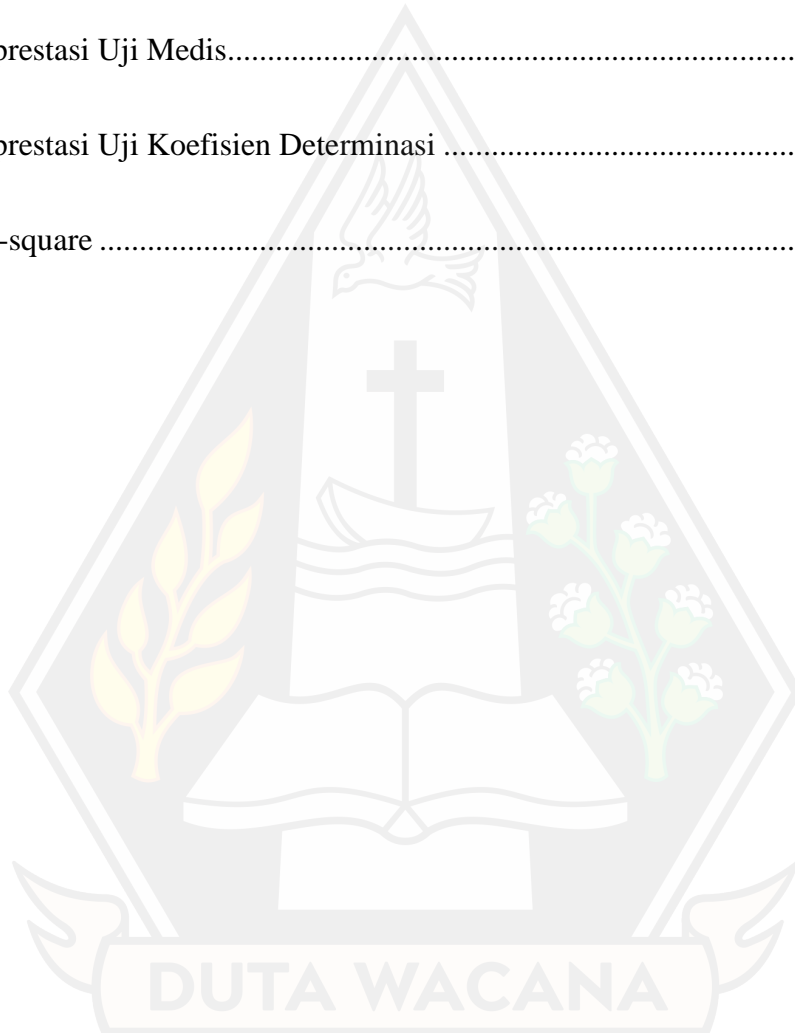 prestasi Uji Medis.......................................................................
prestasi Uji Koefisien Determinasi ............................................
-square .........................................................................................
DUTA WACANA